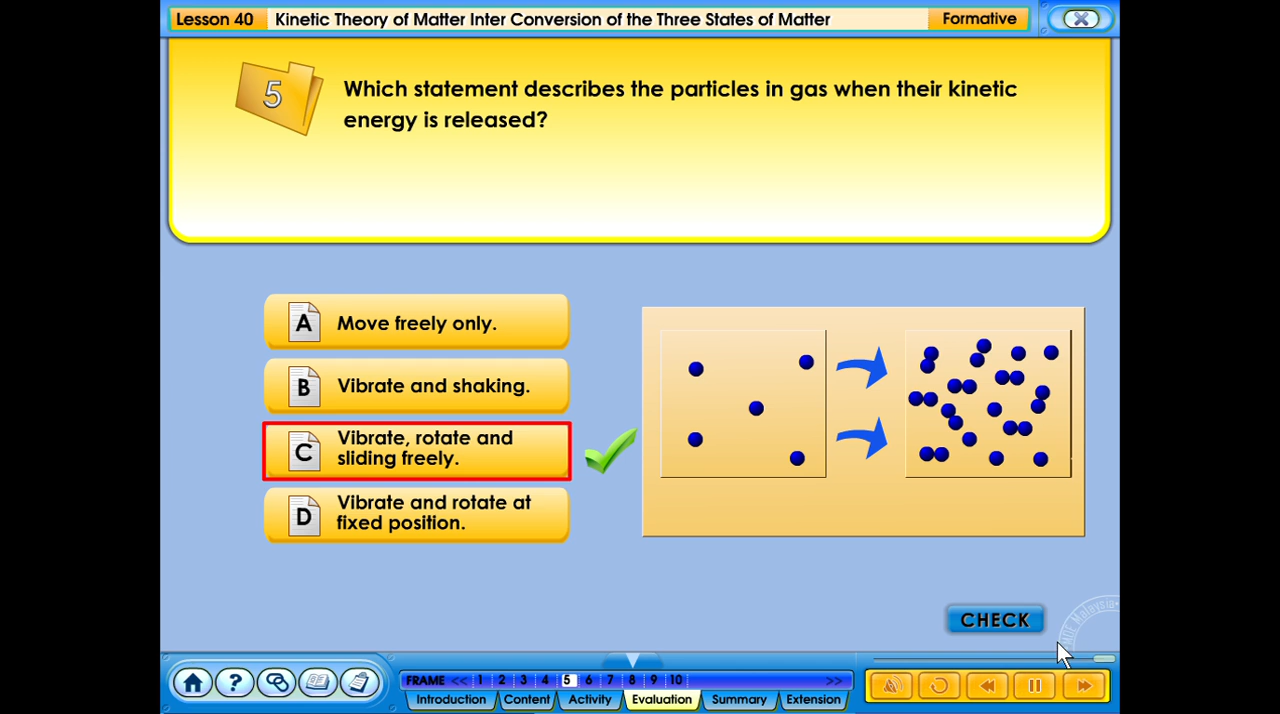 Lesson 40
Kinetic Theory of Matter Inter Conversion of the Three States of Matter
Formative
5
Which statement describes the particles in gas when their kinetic
energy is released?
A
Move freely only.
B
Vibrate and shaking.
C
Vibrate, rotate and
sliding freely.
D
Vibrate and rotate at
fixed position.
CHECK
MOE Malaysia
FRAME << 1 2 3 4 5 6 7 8 9 10 >>
Introduction Content Activity Evaluation Summary Extension